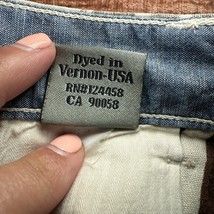 Dyed in
Vernon-USA
RN#124458
CA 90058